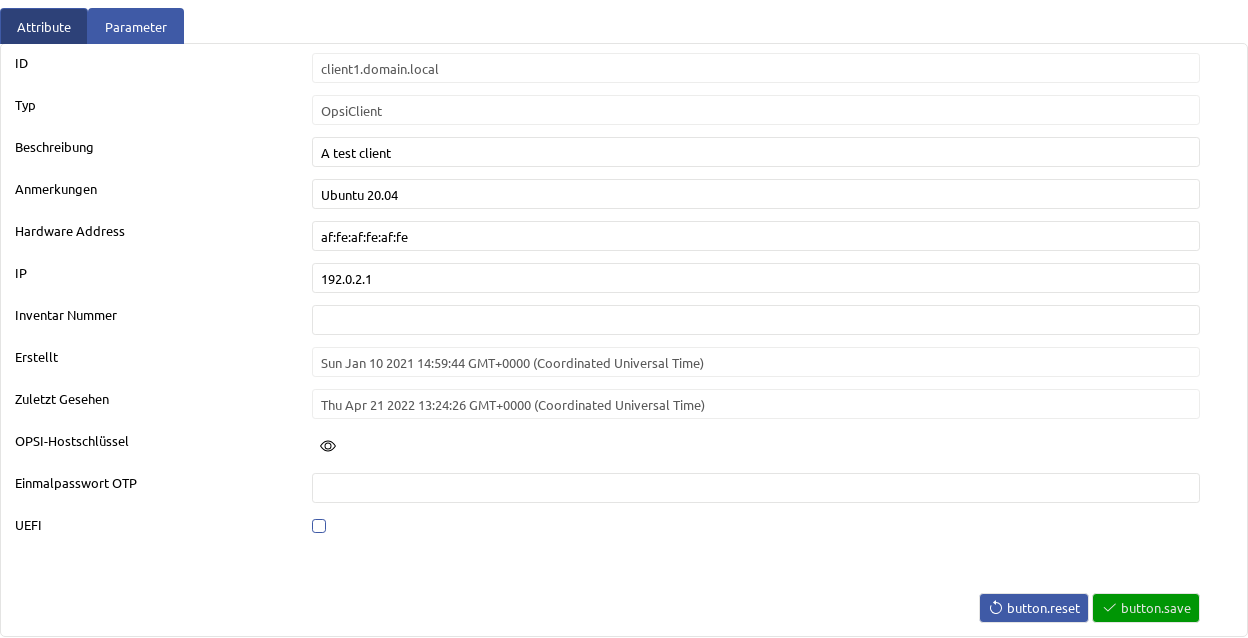 Attribute Parameter
ID client1.domain.local
Typ OpsiClient
Beschreibung A test client
Anmerkungen Ubuntu 20.04
Hardware Address af:fe:af:fe:af:fe
IP 192.0.2.1
Inventar Nummer
Erstellt Sun Jan 10 2021 14:59:44 GMT+0000 (Coordinated Universal Time)
Zuletzt Gesehen Thu Apr 21 2022 13:24:26 GMT+0000 (Coordinated Universal Time)
OPSI-Hostschlüssel
Einmalpasswort OTP
UEFI
button.reset button.save